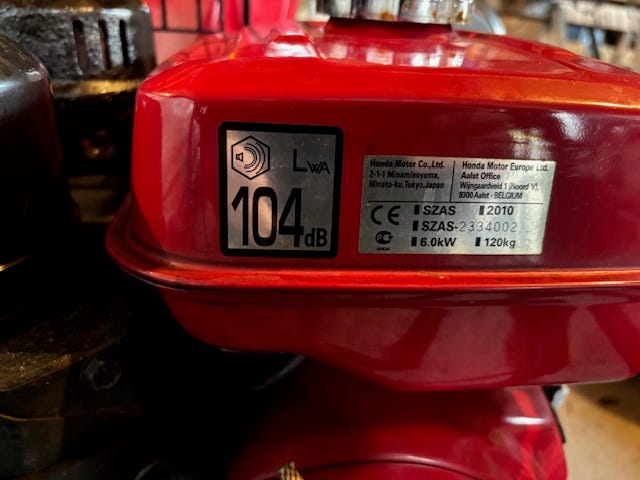 LWA
104dB
Honda Motor Co., Ltd.
2-1-1 Minamiaoyama,
Minato-ku, Tokyo, Japan
Honda Motor Europe Ltd.
Aalst Office
Wijngaardveld 1 (Noord V),
9300 Aalst - BELGIUM
CE SZAS 2010
SZAS-2334002
6.0kW 120kg